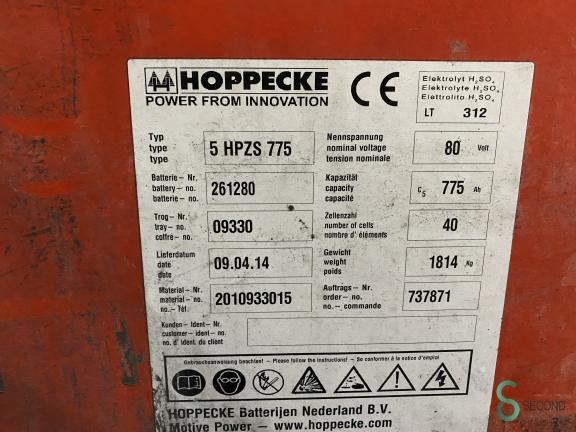 HOPPECKE
POWER FROM INNOVATION
CE
Elektrolyt H₂SO₄
Elektrolyte H₂SO₄
Elettrolito H₂SO₄
LT 312
Typ
type
type
5 HPZS 775
Nennspannung
nominal voltage
tension nominale
80 Volt
Batterie-Nr.
battery-no.
batterie-no.
261280
Kapazität
capacity
capacité
C₅ 775 Ah
Trog-Nr.
tray-no.
coffre-no.
09330
Zellenzahl
number of cells
nombre d' éléments
40
Lieferdatum
date
date
09.04.14
Gewicht
weight
poids
1814 Kg
Material-Nr.
material-no.
no.-Tét.
2010933015
Auftrags-Nr.
order-no.
no.-commande
737871
Kunden-Ident-Nr.
customer-ident-no.
no. d' ident. du client
Gebrauchsanweisung beachten! - Please follow the instructions! - Se conformer à la notice d'emploi
HOPPECKE Batterijen Nederland B.V.
Motive Power - www.hoppecke.com
SECOND